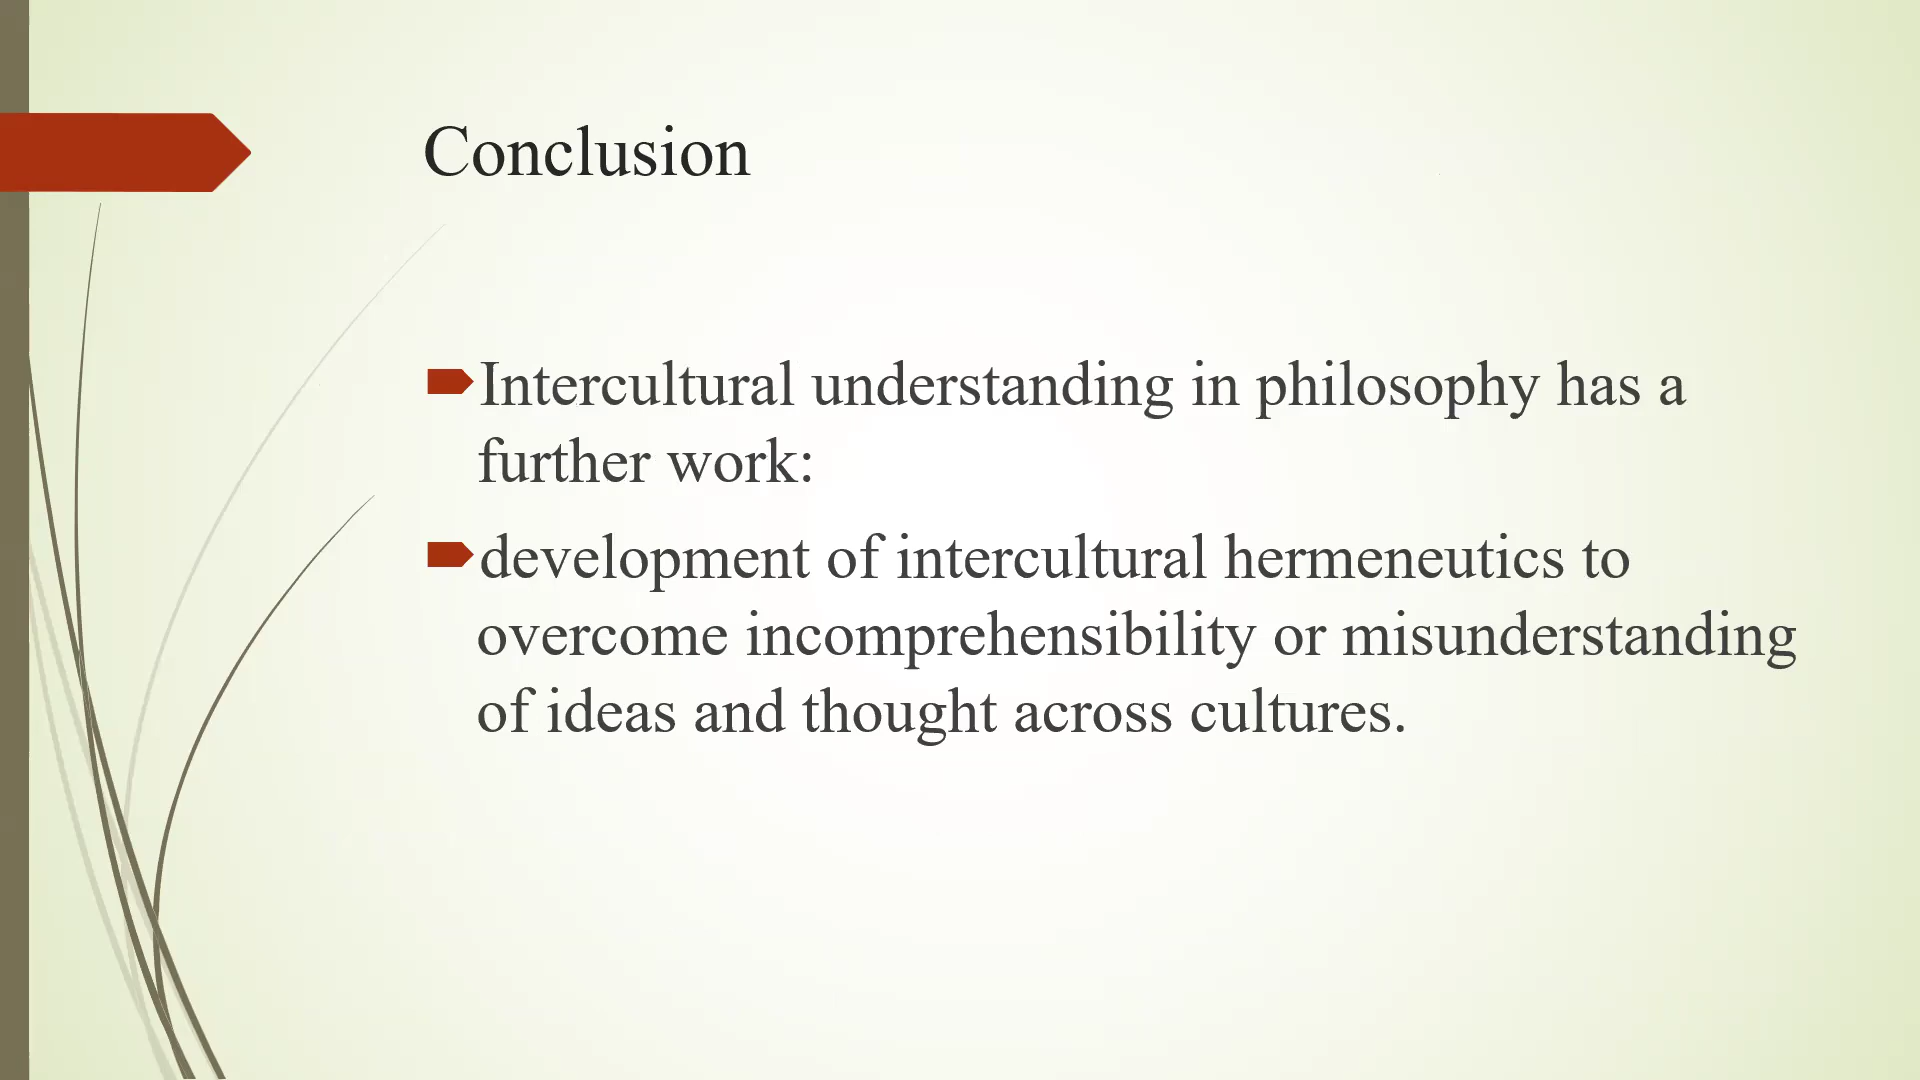 Conclusion
Intercultural understanding in philosophy has a
further work:
development of intercultural hermeneutics to
overcome incomprehensibility or misunderstanding
of ideas and thought across cultures.